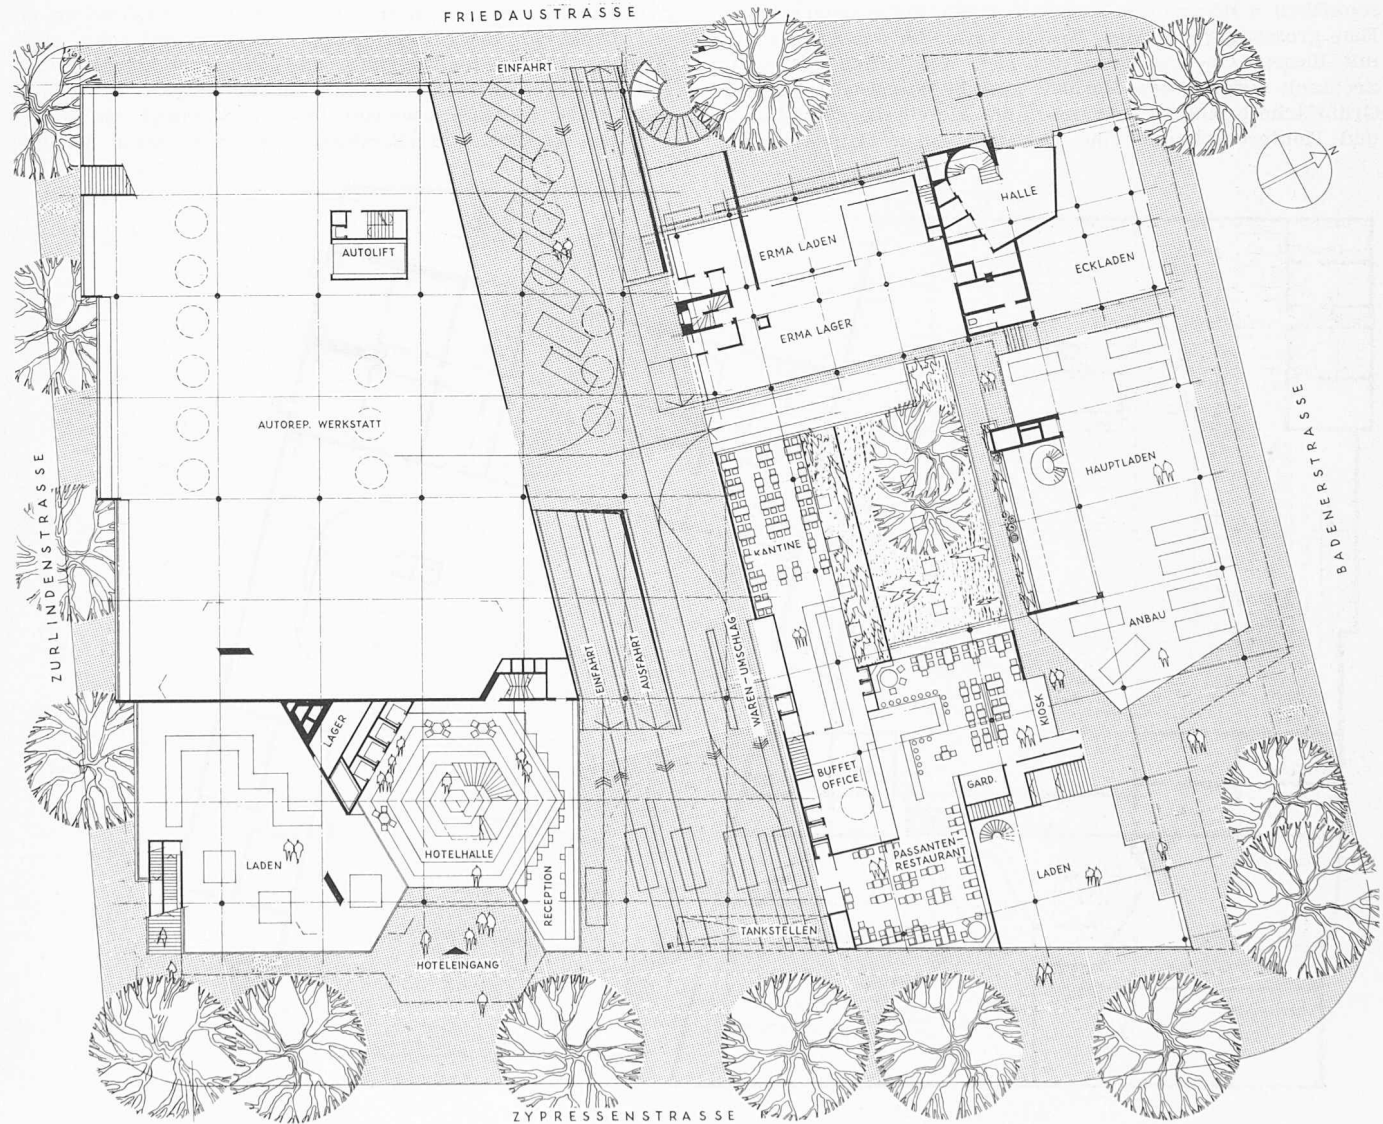 FRIEDAUSTRASSE
EINFAHRT
N
HALLE
AUTOLIFT
ERMA LADEN
ECKLADEN
ERMA LAGER
AUTOREP. WERKSTATT
HAUPTLADEN
ZURLINDENSTRASSE
BADENERSTRASSE
KANTINE
ANBAU
EINFAHRT
AUSFAHRT
WAREN-UMSCHLAG
KIOSK
LAGER
BUFFET
OFFICE
GARD.
HOTELHALLE
PASSANTEN-
RESTAURANT
LADEN
LADEN
RECEPTION
TANKSTELLEN
HOTELEINGANG
ZYPRESSENSTRASSE